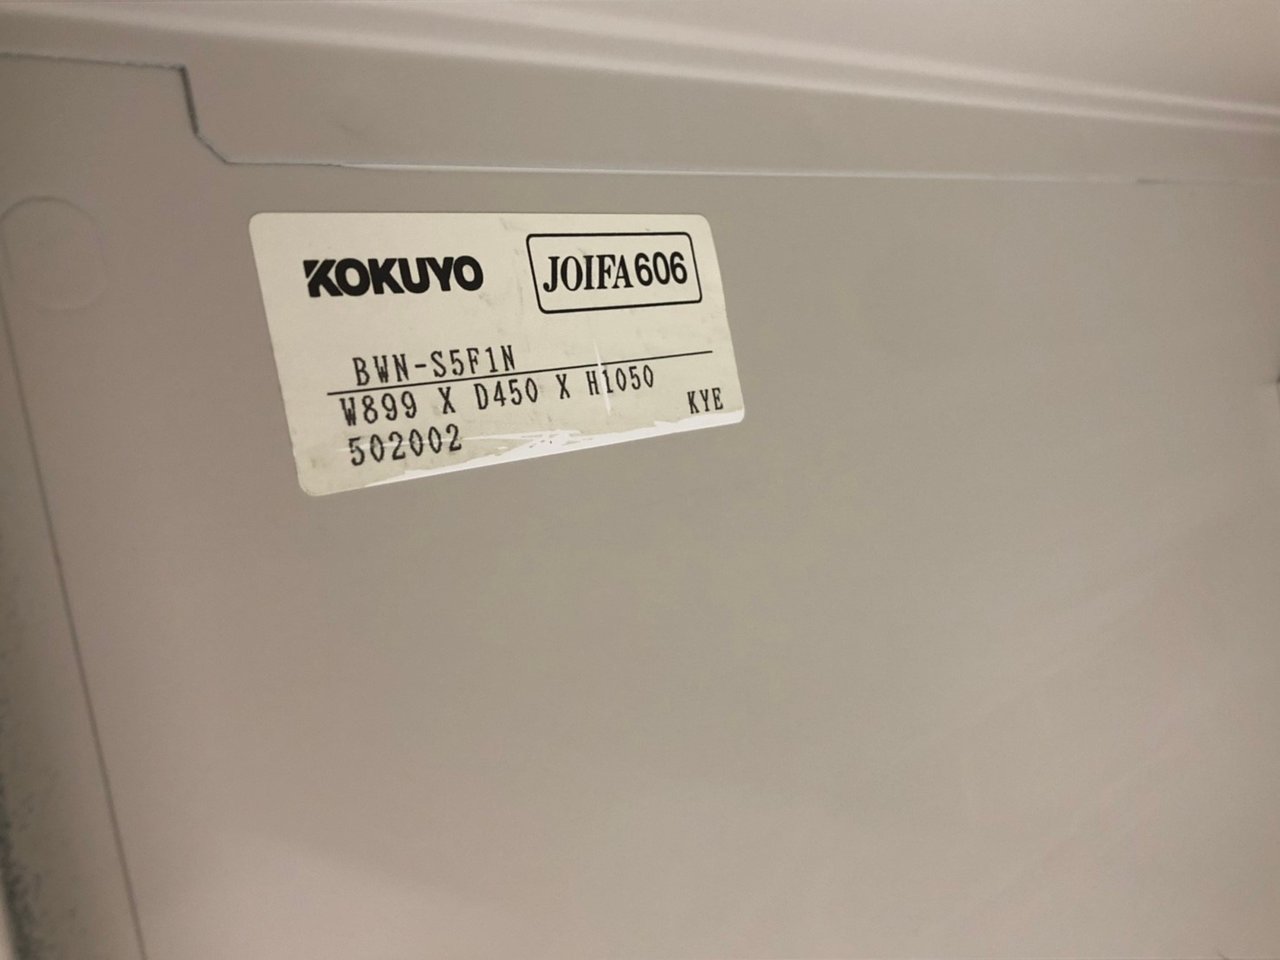 KOKUYO JOIFA606
BWN-S5F1N
W899 X D450 X H1050
KYE
502002